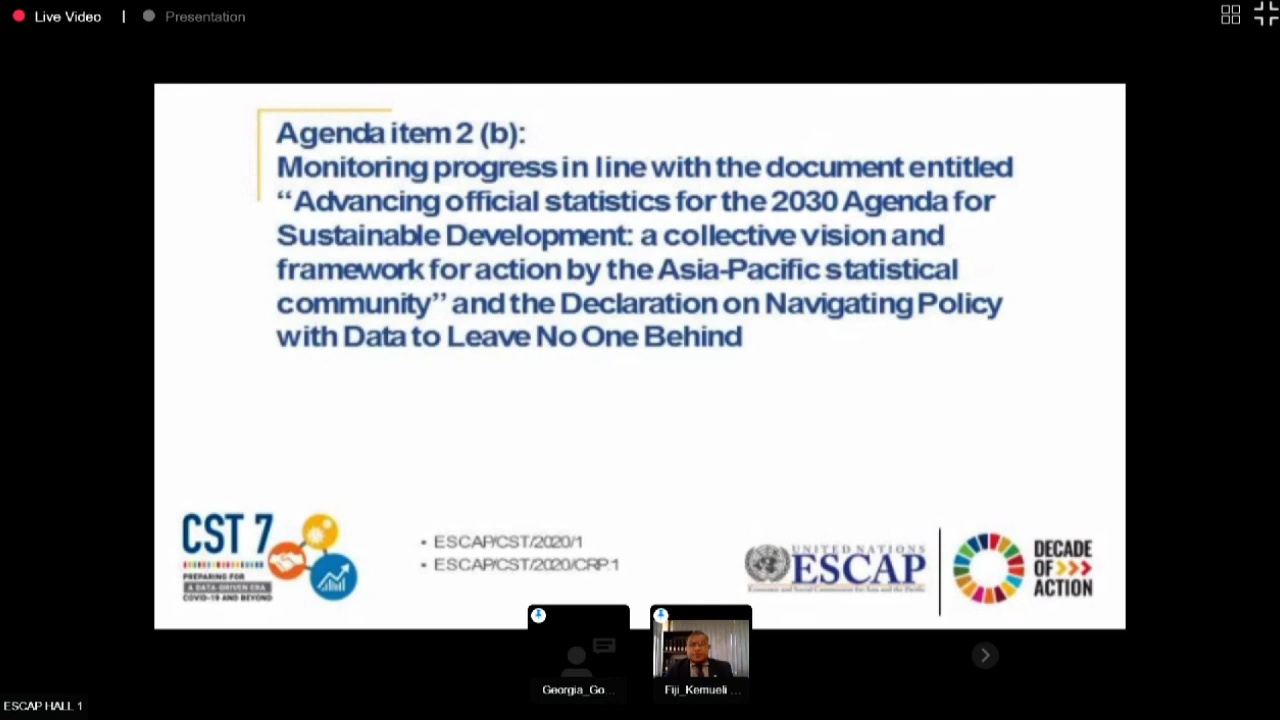 Live Video | Presentation
Agenda item 2 (b):
Monitoring progress in line with the document entitled
“Advancing official statistics for the 2030 Agenda for
Sustainable Development: a collective vision and
framework for action by the Asia-Pacific statistical
community” and the Declaration on Navigating Policy
with Data to Leave No One Behind
CST 7
PREPARING FOR
A DATA-DRIVEN ERA
COVID-19 AND BEYOND
• ESCAP/CST/2020/1
• ESCAP/CST/2020/CRP.1
UNITED NATIONS
ESCAP
Economic and Social Commission for Asia and the Pacific
DECADE
OF >>>
ACTION
Georgia_Go...
Fiji_Kemueli ...
ESCAP HALL 1